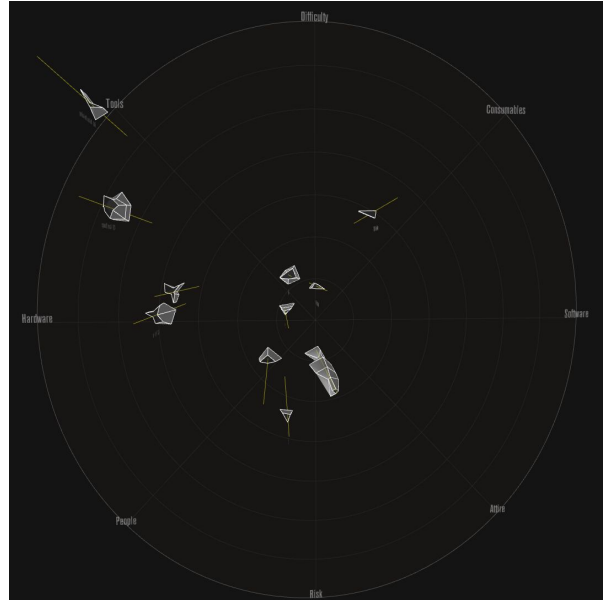 Difficulty
Tools
Consumables
Hardware
Software
People
Attire
Risk